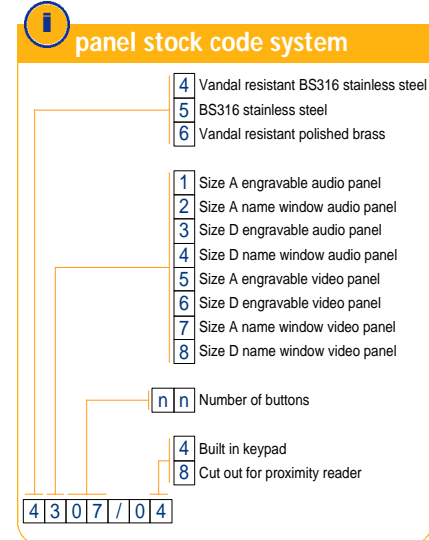 i
panel stock code system
4 Vandal resistant BS316 stainless steel
5 BS316 stainless steel
6 Vandal resistant polished brass
1 Size A engravable audio panel
2 Size A name window audio panel
3 Size D engravable audio panel
4 Size D name window audio panel
5 Size A engravable video panel
6 Size D engravable video panel
7 Size A name window video panel
8 Size D name window video panel
n n Number of buttons
4 Built in keypad
8 Cut out for proximity reader
4 3 0 7 / 0 4